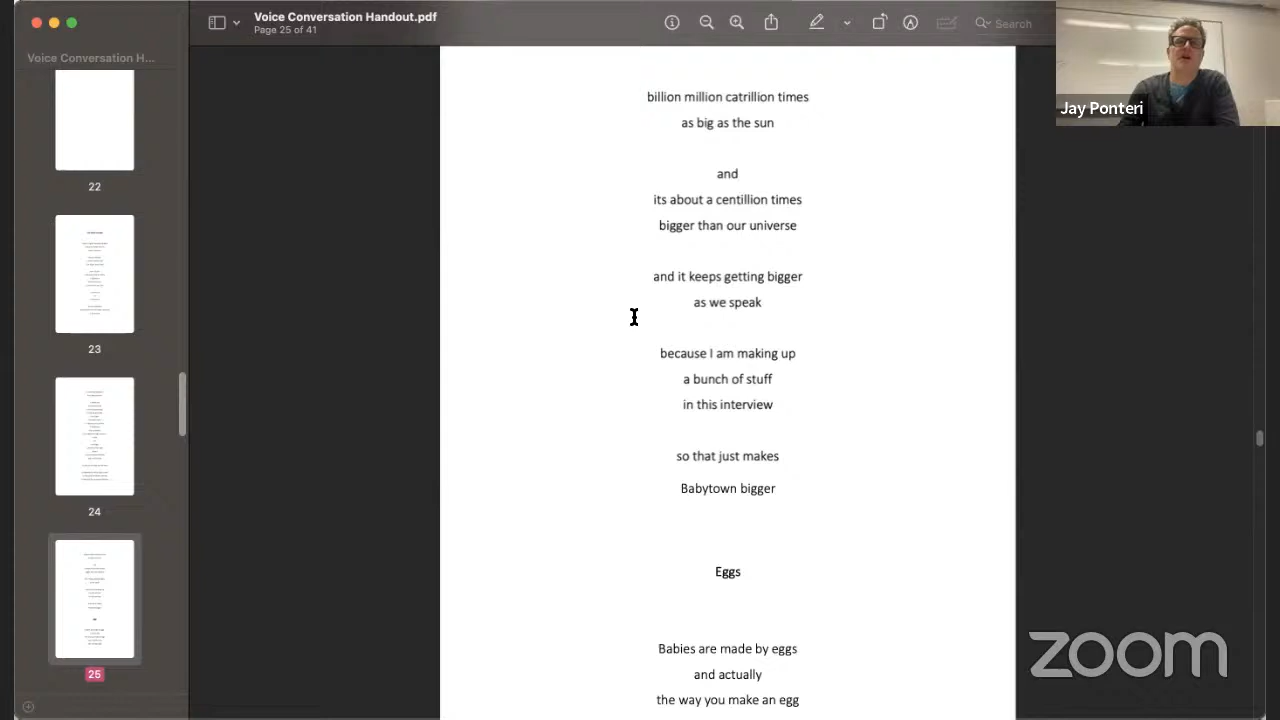 Voice Conversation Handout.pdf
Page 25 of 41
Search
Voice Conversation H...
22
23
24
25
billion million catrillion times
as big as the sun
and
its about a centillion times
bigger than our universe
and it keeps getting bigger
as we speak
because I am making up
a bunch of stuff
in this interview
so that just makes
Babytown bigger
Eggs
Babies are made by eggs
and actually
the way you make an egg
Jay Ponteri
zoom